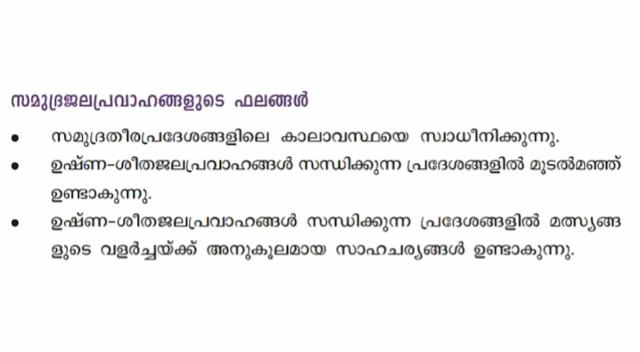 സമുദ്രജലപ്രവാഹങ്ങളുടെ ഫലങ്ങൾ
● സമുദ്രതീരപ്രദേശങ്ങളിലെ കാലാവസ്ഥയെ സ്വാധീനിക്കുന്നു.
● ഉഷ്ണ-ശീതജലപ്രവാഹങ്ങൾ സന്ധിക്കുന്ന പ്രദേശങ്ങളിൽ മൂടൽമഞ്ഞ്
ഉണ്ടാകുന്നു.
● ഉഷ്ണ-ശീതജലപ്രവാഹങ്ങൾ സന്ധിക്കുന്ന പ്രദേശങ്ങളിൽ മത്സ്യങ്ങ
ളുടെ വളർച്ചയ്ക്ക് അനുകൂലമായ സാഹചര്യങ്ങൾ ഉണ്ടാകുന്നു.